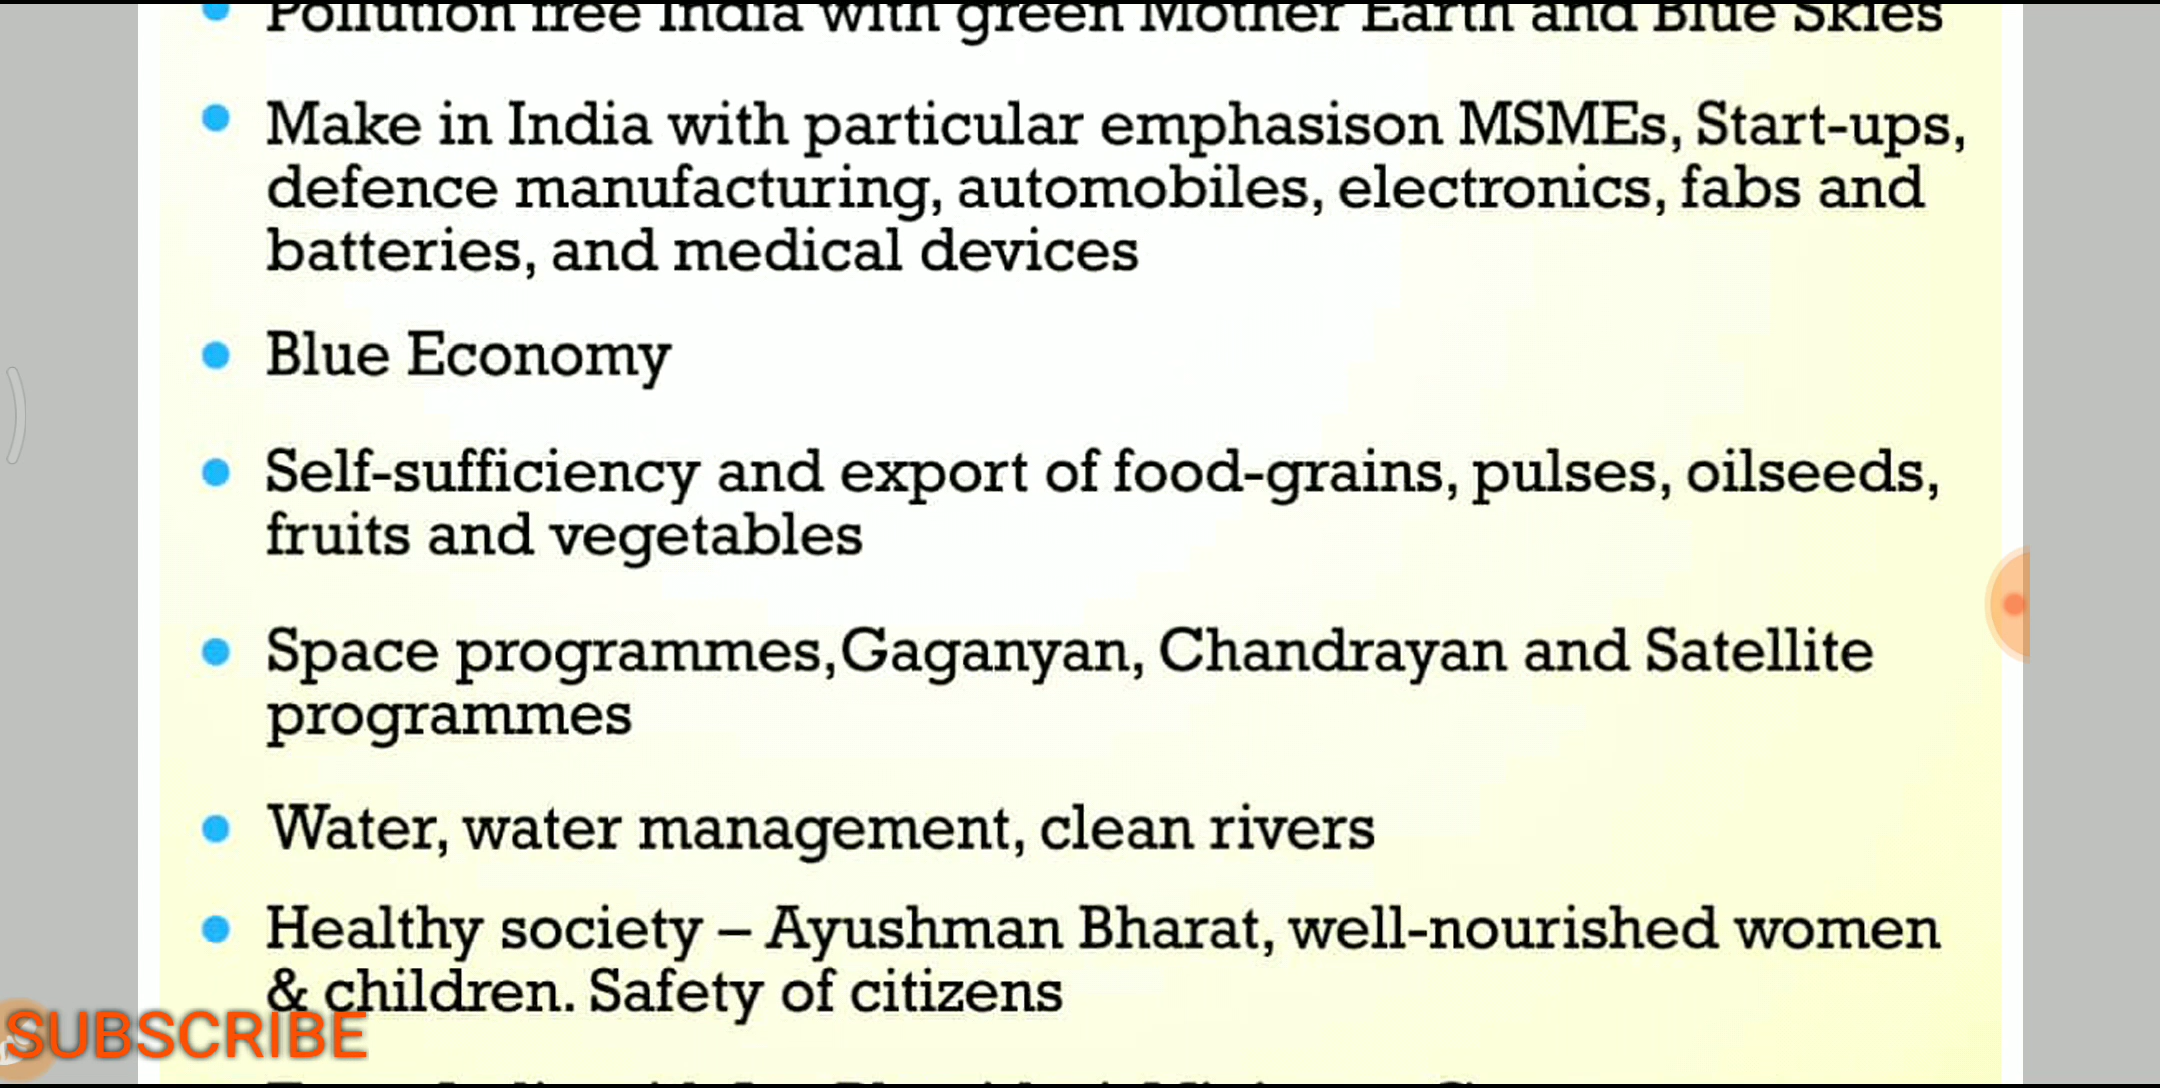 Pollution free India with green Mother Earth and Blue Skies
Make in India with particular emphasison MSMEs, Start-ups,
defence manufacturing, automobiles, electronics, fabs and
batteries, and medical devices
Blue Economy
Self-sufficiency and export of food-grains, pulses, oilseeds,
fruits and vegetables
Space programmes,Gaganyan, Chandrayan and Satellite
programmes
Water, water management, clean rivers
Healthy society – Ayushman Bharat, well-nourished women
& children. Safety of citizens
SUBSCRIBE